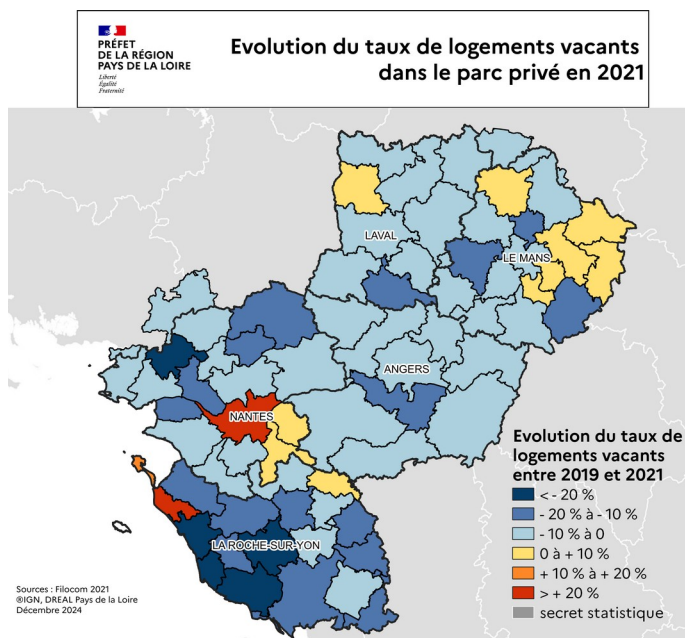 PRÉFET
DE LA RÉGION
PAYS DE LA LOIRE
Liberté
Égalité
Fraternité
Evolution du taux de logements vacants
dans le parc privé en 2021
LAVAL
LE MANS
ANGERS
NANTES
LA ROCHE-SUR-YON
Evolution du taux de
logements vacants
entre 2019 et 2021
< - 20 %
- 20 % à - 10 %
- 10 % à 0
0 à + 10 %
+ 10 % à + 20 %
> + 20 %
secret statistique
Sources : Filocom 2021
®IGN, DREAL Pays de la Loire
Décembre 2024